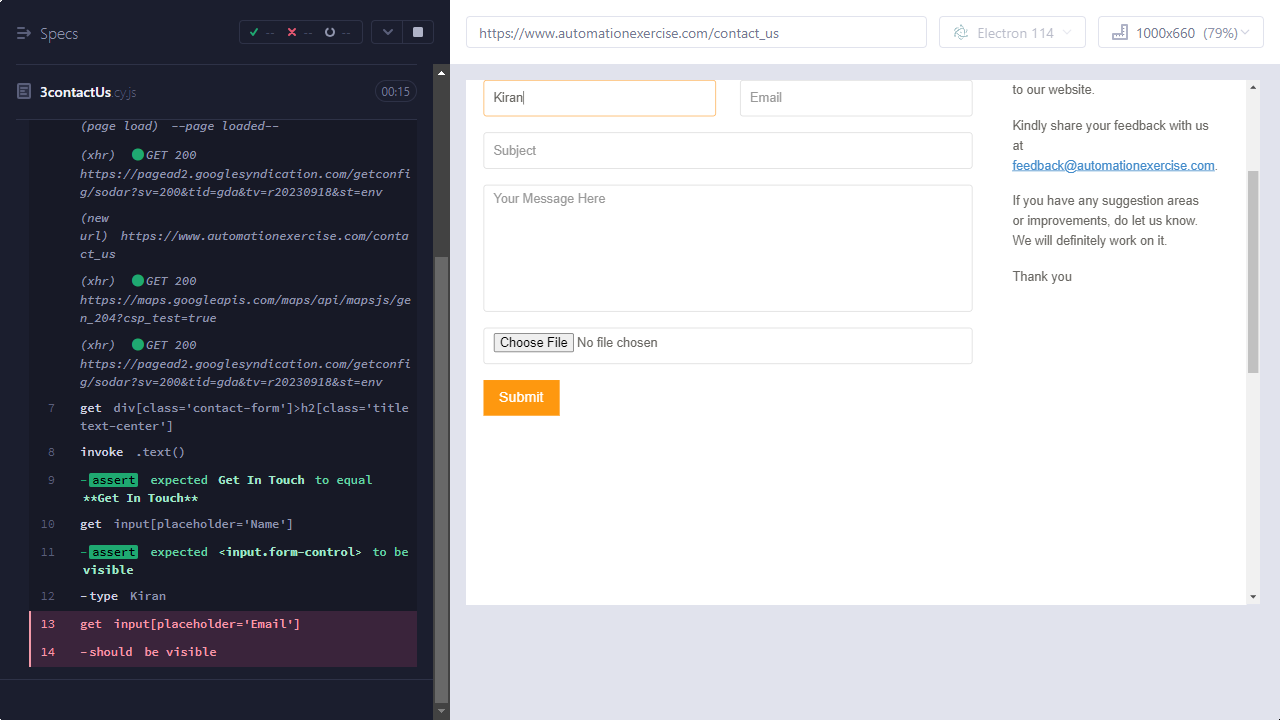 Specs
-- -- --
3contactUs.cy.js
00:15
(page load) --page loaded--
(xhr) GET 200
https://pagead2.googlesyndication.com/getconfi
g/sodar?sv=200&tid=gda&tv=r20230918&st=env
(new
url) https://www.automationexercise.com/conta
ct_us
(xhr) GET 200
https://maps.googleapis.com/maps/api/mapsjs/ge
n_204?csp_test=true
(xhr) GET 200
https://pagead2.googlesyndication.com/getconfi
g/sodar?sv=200&tid=gda&tv=r20230918&st=env
7 get div[class='contact-form']>h2[class='title
text-center']
8 invoke .text()
9 -assert expected Get In Touch to equal
**Get In Touch**
10 get input[placeholder='Name']
11 -assert expected <input.form-control> to be
visible
12 -type Kiran
13 get input[placeholder='Email']
14 -should be visible
https://www.automationexercise.com/contact_us
Electron 114
1000x660 (79%)
Kiran
Email
Subject
Your Message Here
Choose File No file chosen
Submit
to our website.
Kindly share your feedback with us
at
feedback@automationexercise.com.
If you have any suggestion areas
or improvements, do let us know.
We will definitely work on it.
Thank you